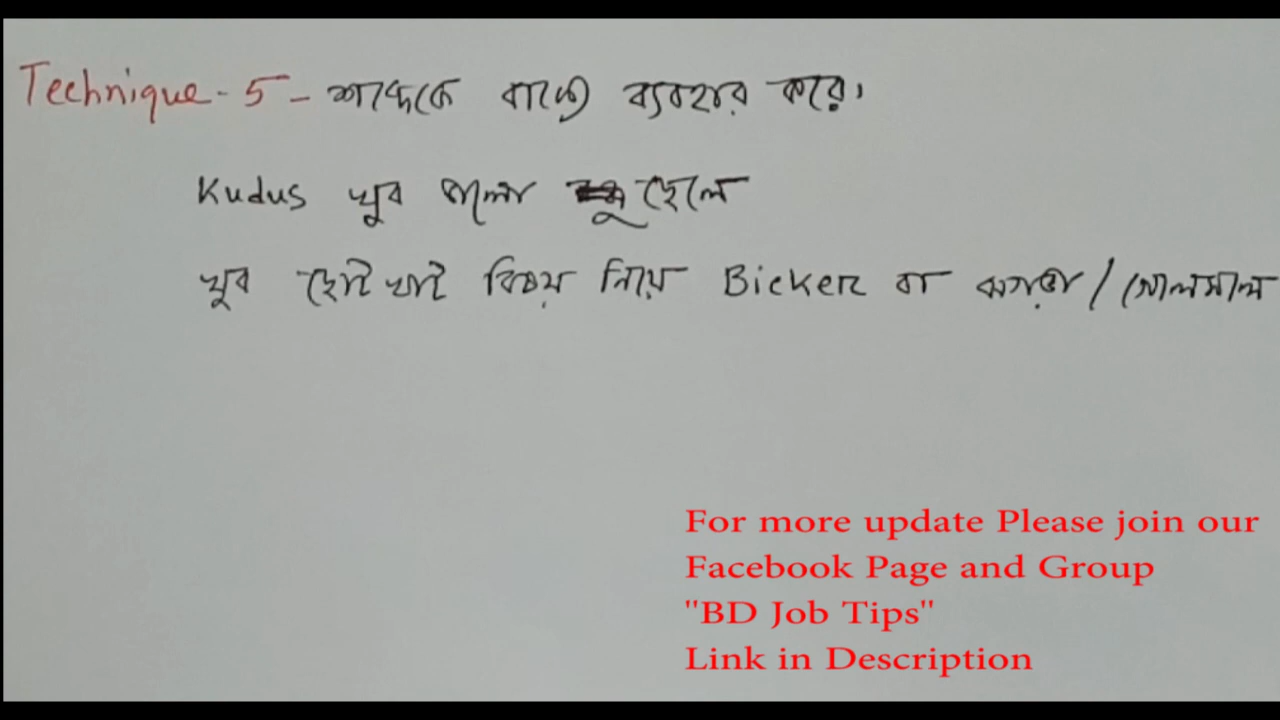 Technique - 5 - শব্দকে বাক্যে ব্যবহার করে।
Kudus খুব ভালো ছেলে
খুব ছোট খাট বিষয় নিয়ে Bicker বা ঝগড়া / গোলমাল
For more update Please join our
Facebook Page and Group
"BD Job Tips"
Link in Description